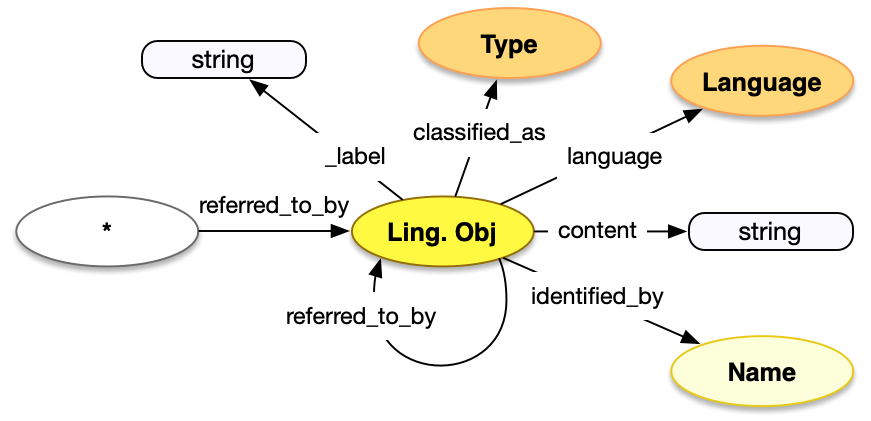 Type
string
Language
classified_as
_label
language
referred_to_by
*
Ling. Obj
content
string
identified_by
referred_to_by
Name